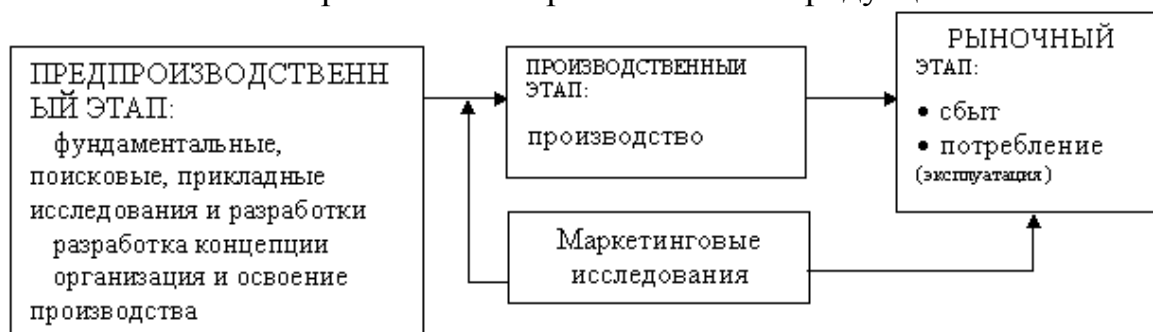 ПРЕДПРОИЗВОДСТВЕНН
ЫЙ ЭТАП:
фундаментальные,
поисковые, прикладные
исследования и разработки
разработка концепции
организация и освоение
производства
ПРОИЗВОДСТВЕННЫЙ
ЭТАП:
производство
Маркетинговые
исследования
РЫНОЧНЫЙ
ЭТАП:
• сбыт
• потребление
(эксплуатация)